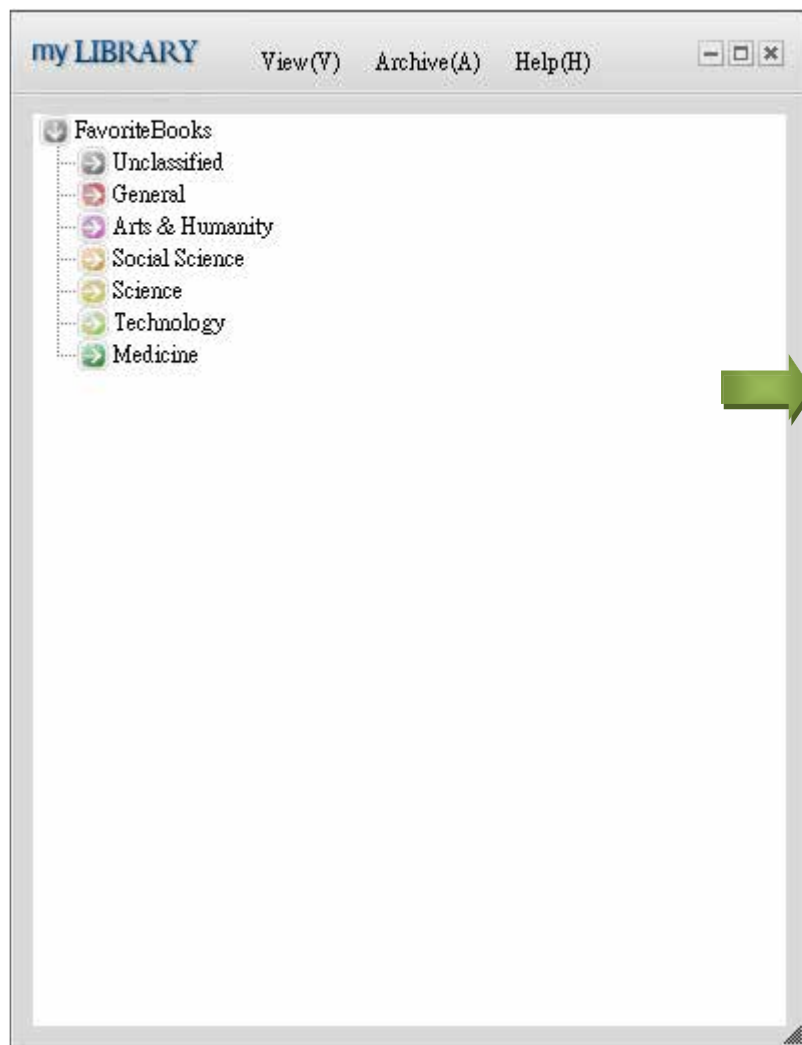 my LIBRARY View(V) Archive(A) Help(H)
FavoriteBooks
Unclassified
General
Arts & Humanity
Social Science
Science
Technology
Medicine